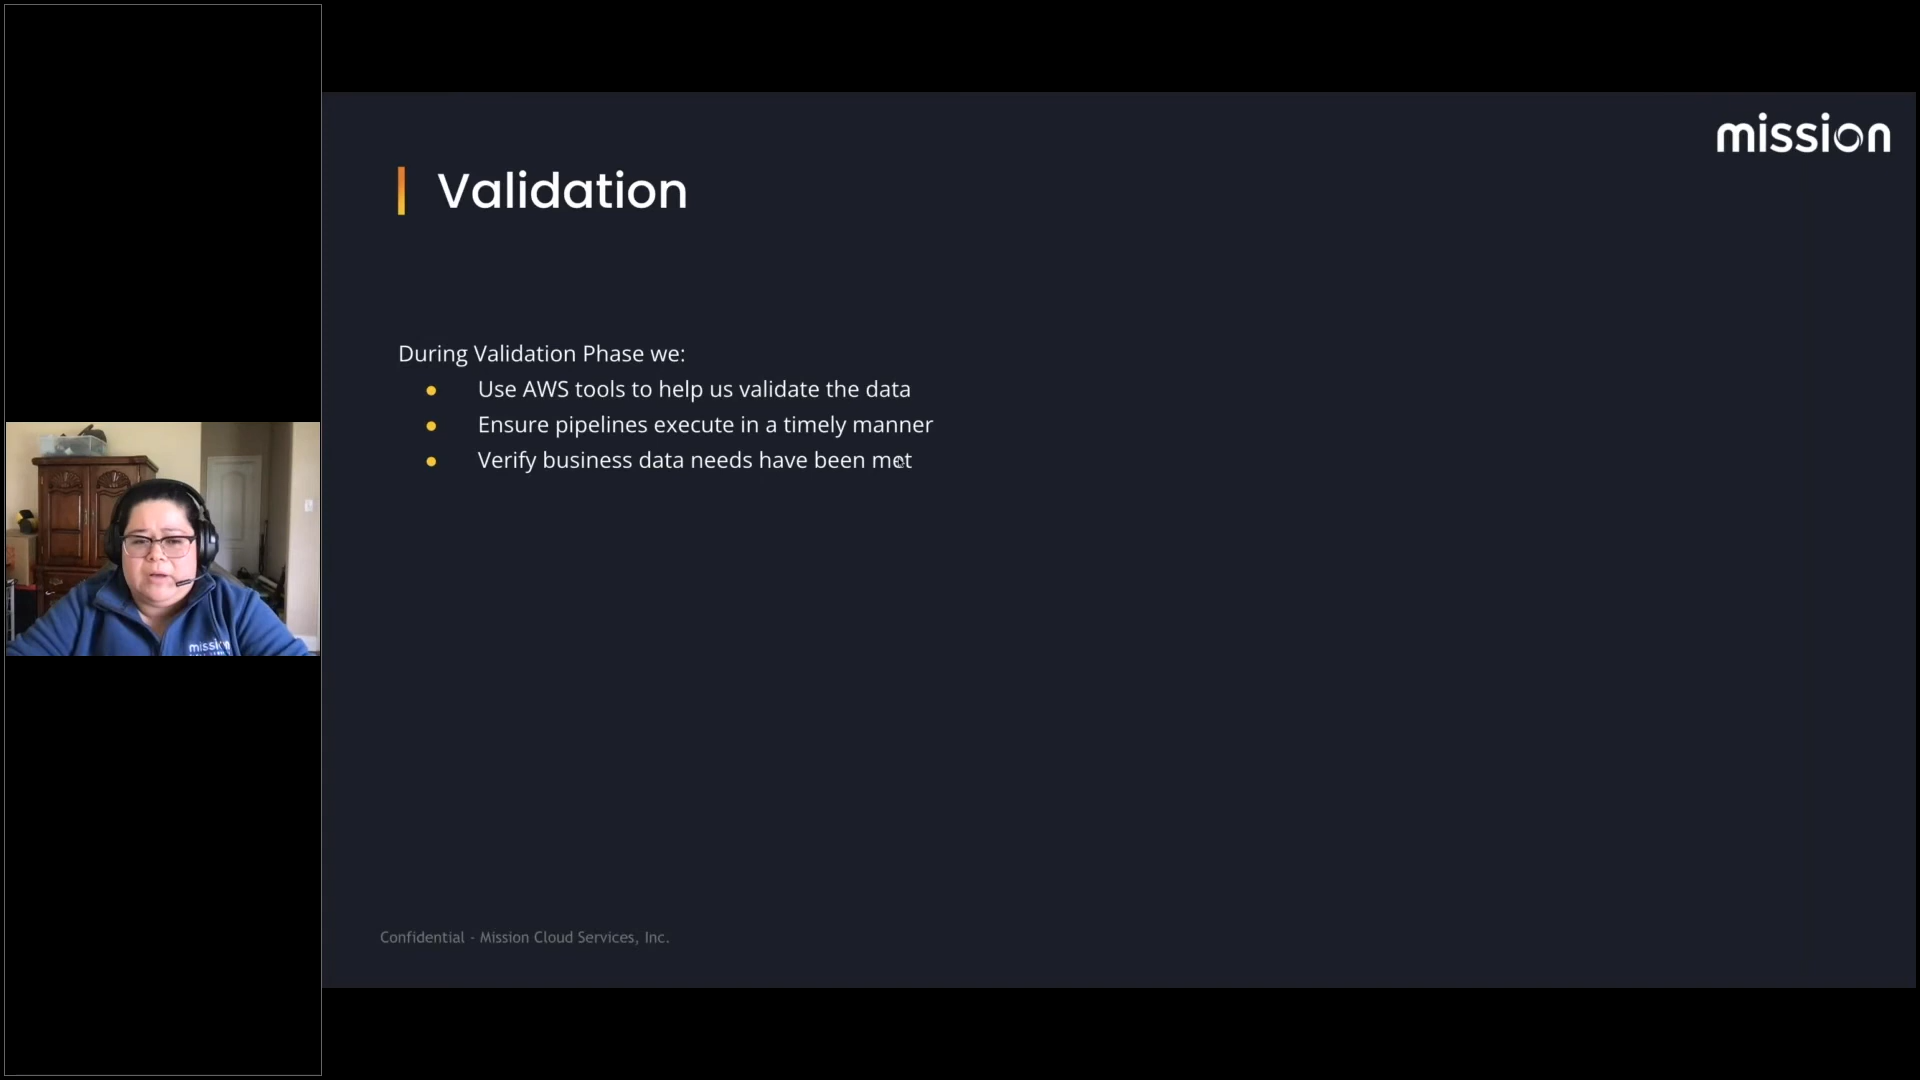 mission
Validation
During Validation Phase we:
● Use AWS tools to help us validate the data
● Ensure pipelines execute in a timely manner
● Verify business data needs have been met
mission
Confidential - Mission Cloud Services, Inc.